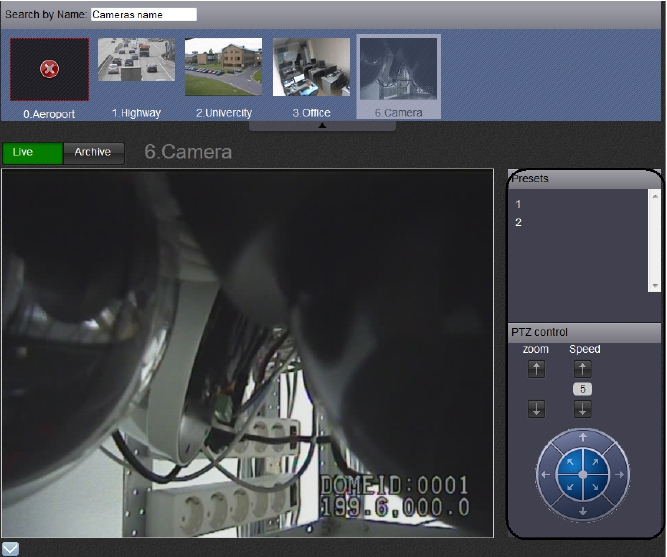 Search by Name: Cameras name
0.Aeroport
1.Highway
2.Univercity
3.Office
6.Camera
Live
Archive
6.Camera
Presets
1
2
PTZ control
zoom
Speed
5
DOMEID:0001
199.6,000.0